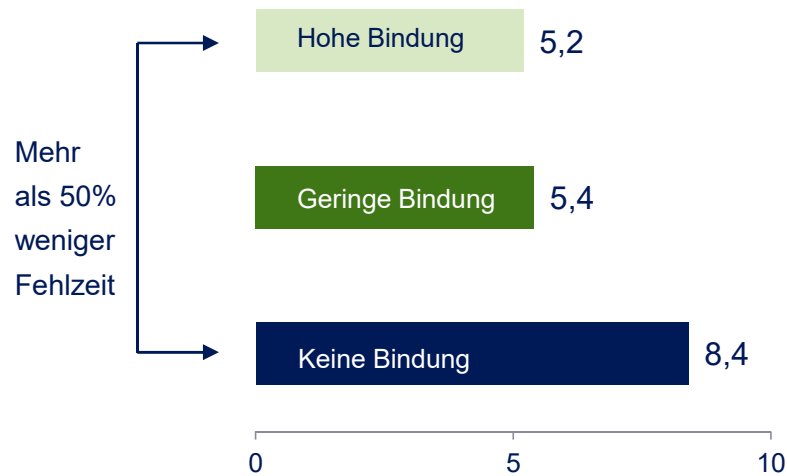 Hohe Bindung 5,2
Mehr
als 50%
weniger
Fehlzeit
Geringe Bindung 5,4
Keine Bindung 8,4
0 5 10